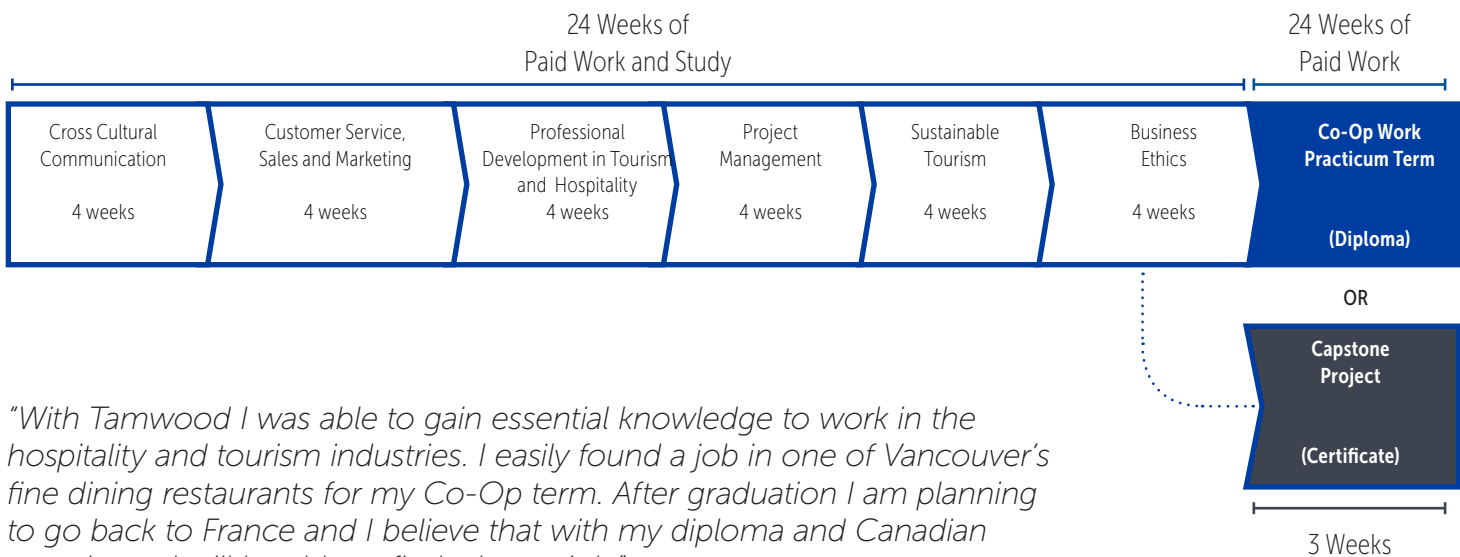 24 Weeks of
Paid Work and Study
24 Weeks of
Paid Work
Cross Cultural
Communication
4 weeks
Customer Service,
Sales and Marketing
4 weeks
Professional
Development in Tourism
and Hospitality
4 weeks
Project
Management
4 weeks
Sustainable
Tourism
4 weeks
Business
Ethics
4 weeks
Co-Op Work
Practicum Term
(Diploma)
OR
Capstone
Project
(Certificate)
3 Weeks
"With Tamwood I was able to gain essential knowledge to work in the
hospitality and tourism industries. I easily found a job in one of Vancouver's
fine dining restaurants for my Co-Op term. After graduation I am planning
to go back to France and I believe that with my diploma and Canadian